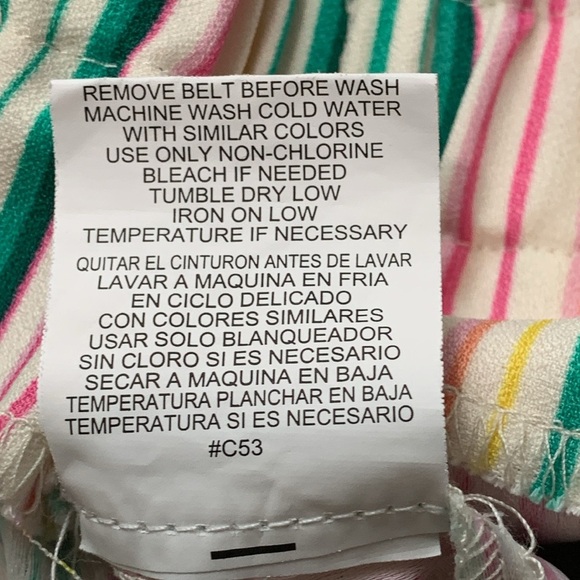 REMOVE BELT BEFORE WASH
MACHINE WASH COLD WATER
WITH SIMILAR COLORS
USE ONLY NON-CHLORINE
BLEACH IF NEEDED
TUMBLE DRY LOW
IRON ON LOW
TEMPERATURE IF NECESSARY
QUITAR EL CINTURON ANTES DE LAVAR
LAVAR A MAQUINA EN FRIA
EN CICLO DELICADO
CON COLORES SIMILARES
USAR SOLO BLANQUEADOR
SIN CLORO SI ES NECESARIO
SECAR A MAQUINA EN BAJA
TEMPERATURA PLANCHAR EN BAJA
TEMPERATURA SI ES NECESARIO
#C53